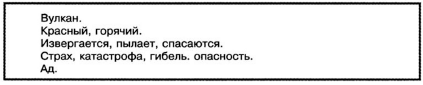 Вулкан.
Красный, горячий.
Извергается, пылает, спасаются.
Страх, катастрофа, гибель. опасность.
Ад.